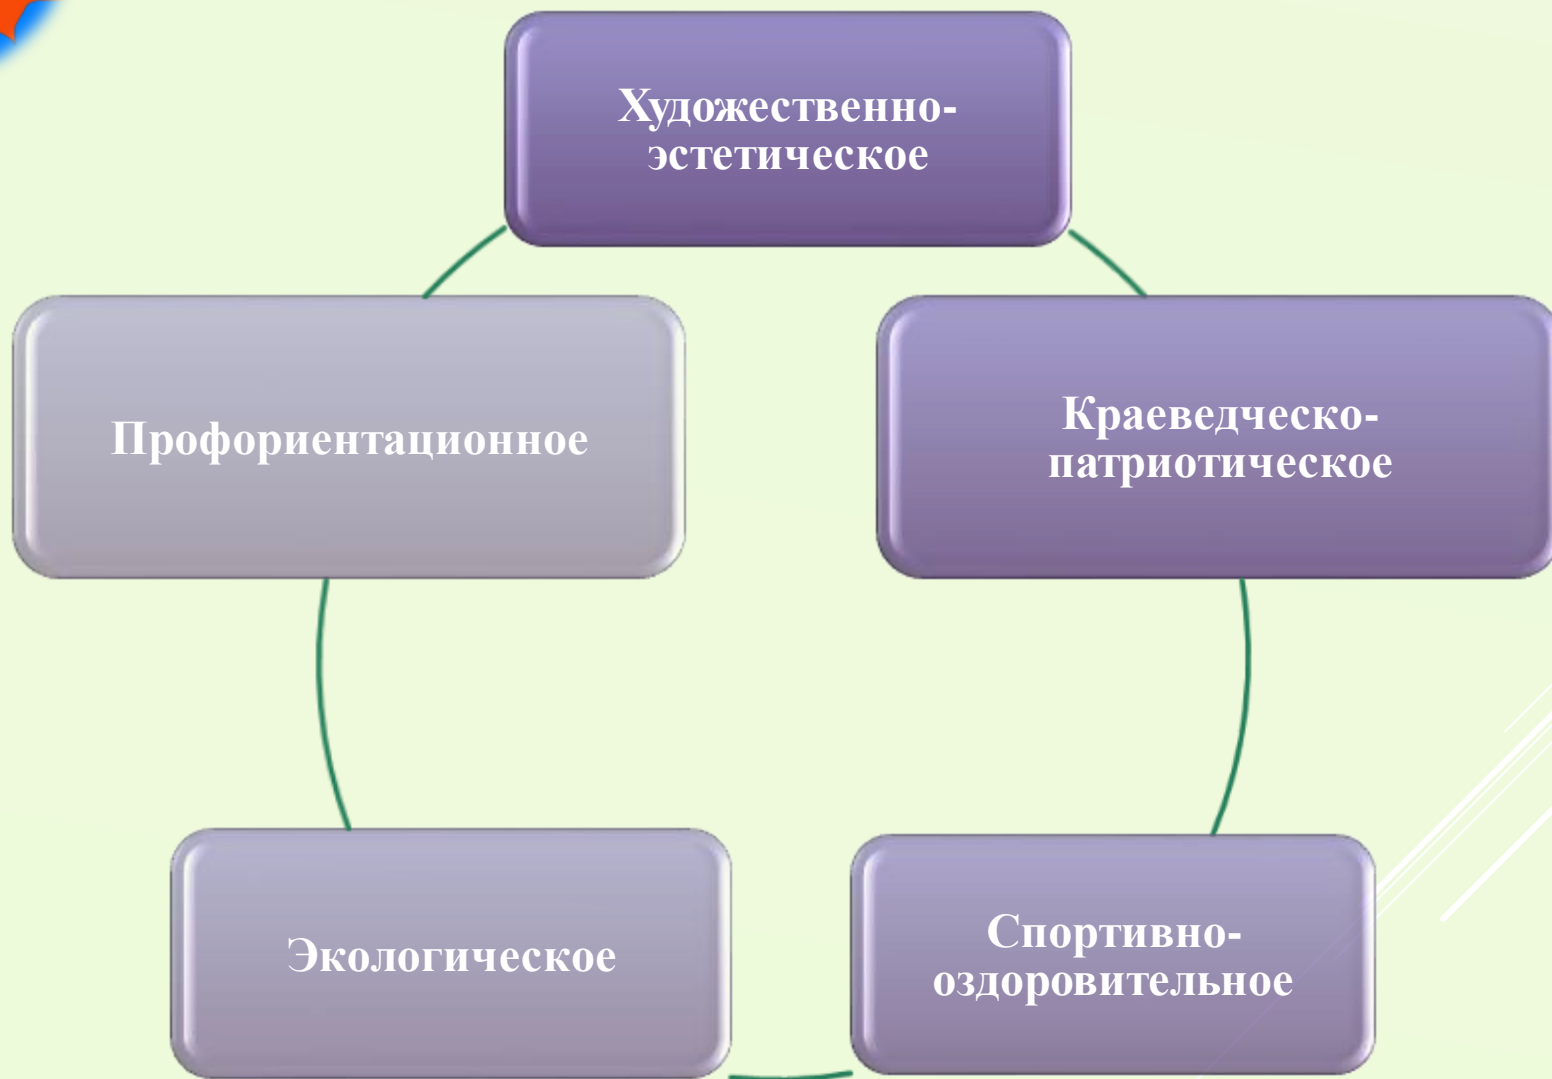 Художественно-
эстетическое
Профориентационное
Краеведческо-
патриотическое
Экологическое
Спортивно-
оздоровительное